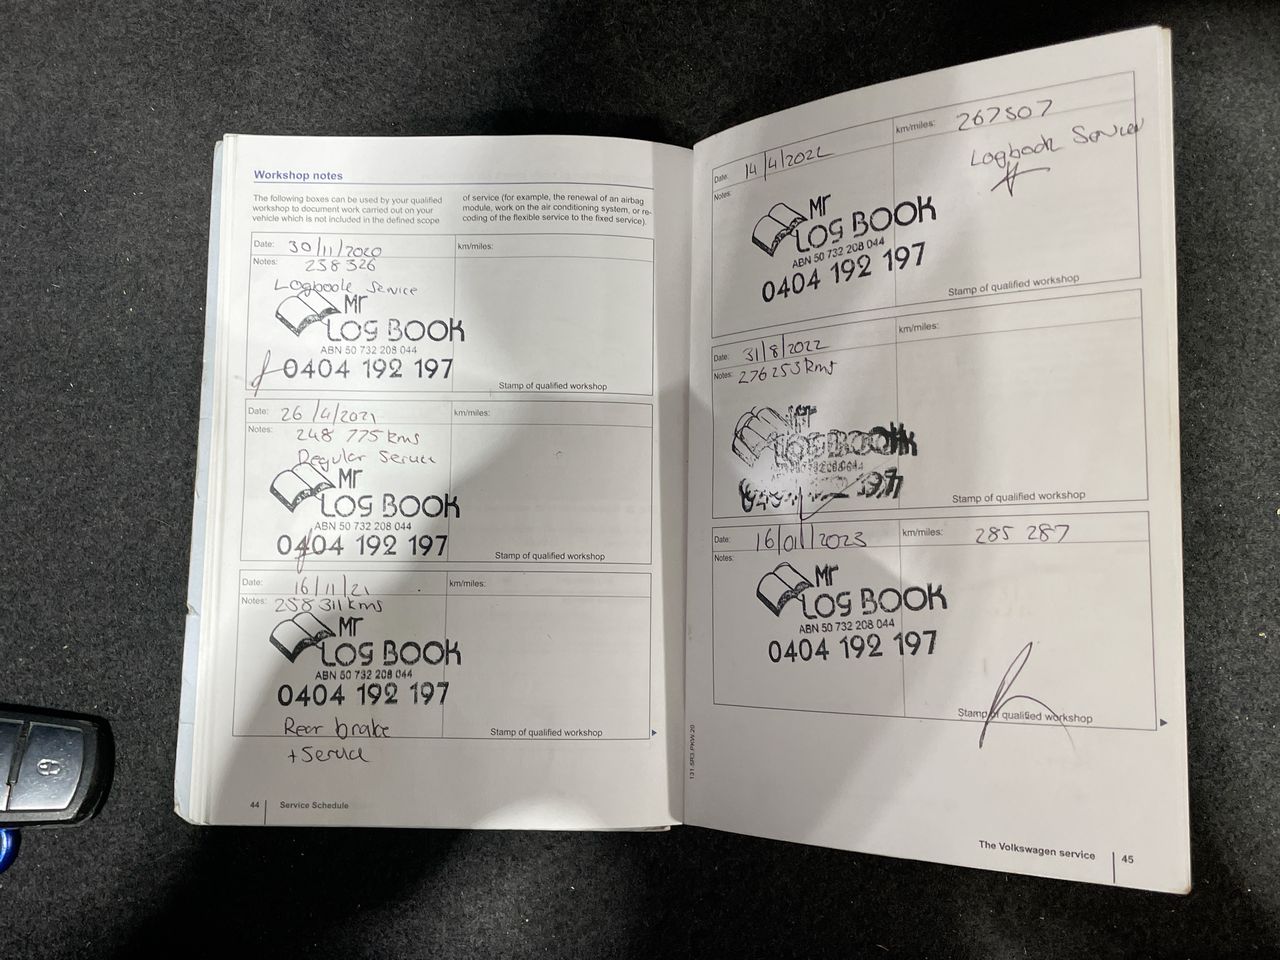 Workshop notes
The following boxes can be used by your qualified
workshop to document work carried out on your
vehicle which is not included in the defined scope
of service (for example, the renewal of an airbag
module, work on the air conditioning system, or re-
coding of the flexible service to the fixed service).
Date: 30/11/2020 km/miles:
Notes: 238 326
Logbook Service
Mr
LOG BOOK
ABN 50 732 208 044
0404 192 197
Stamp of qualified workshop
Date: 26/4/2021 km/miles:
Notes: 248 775 kms
Regular Service
Mr
LOG BOOK
ABN 50 732 208 044
0404 192 197
Stamp of qualified workshop
Date: 16/11/21 km/miles:
Notes: 258 311 kms
Mr
LOG BOOK
ABN 50 732 208 044
0404 192 197
Rear brake
+ Service
Stamp of qualified workshop
44 Service Schedule
Date: 14/4/2022 km/miles: 267507
Notes: Logbook Service
Mr
LOG BOOK
ABN 50 732 208 044
0404 192 197
Stamp of qualified workshop
Date: 31/8/2022 km/miles:
Notes: 276 253 kms
Mr
LOG BOOK
Stamp of qualified workshop
Date: 16/01/2023 km/miles: 285 287
Notes:
Mr
LOG BOOK
ABN 50 732 208 044
0404 192 197
Stamp of qualified workshop
131.5R3.PKW.20
The Volkswagen service 45